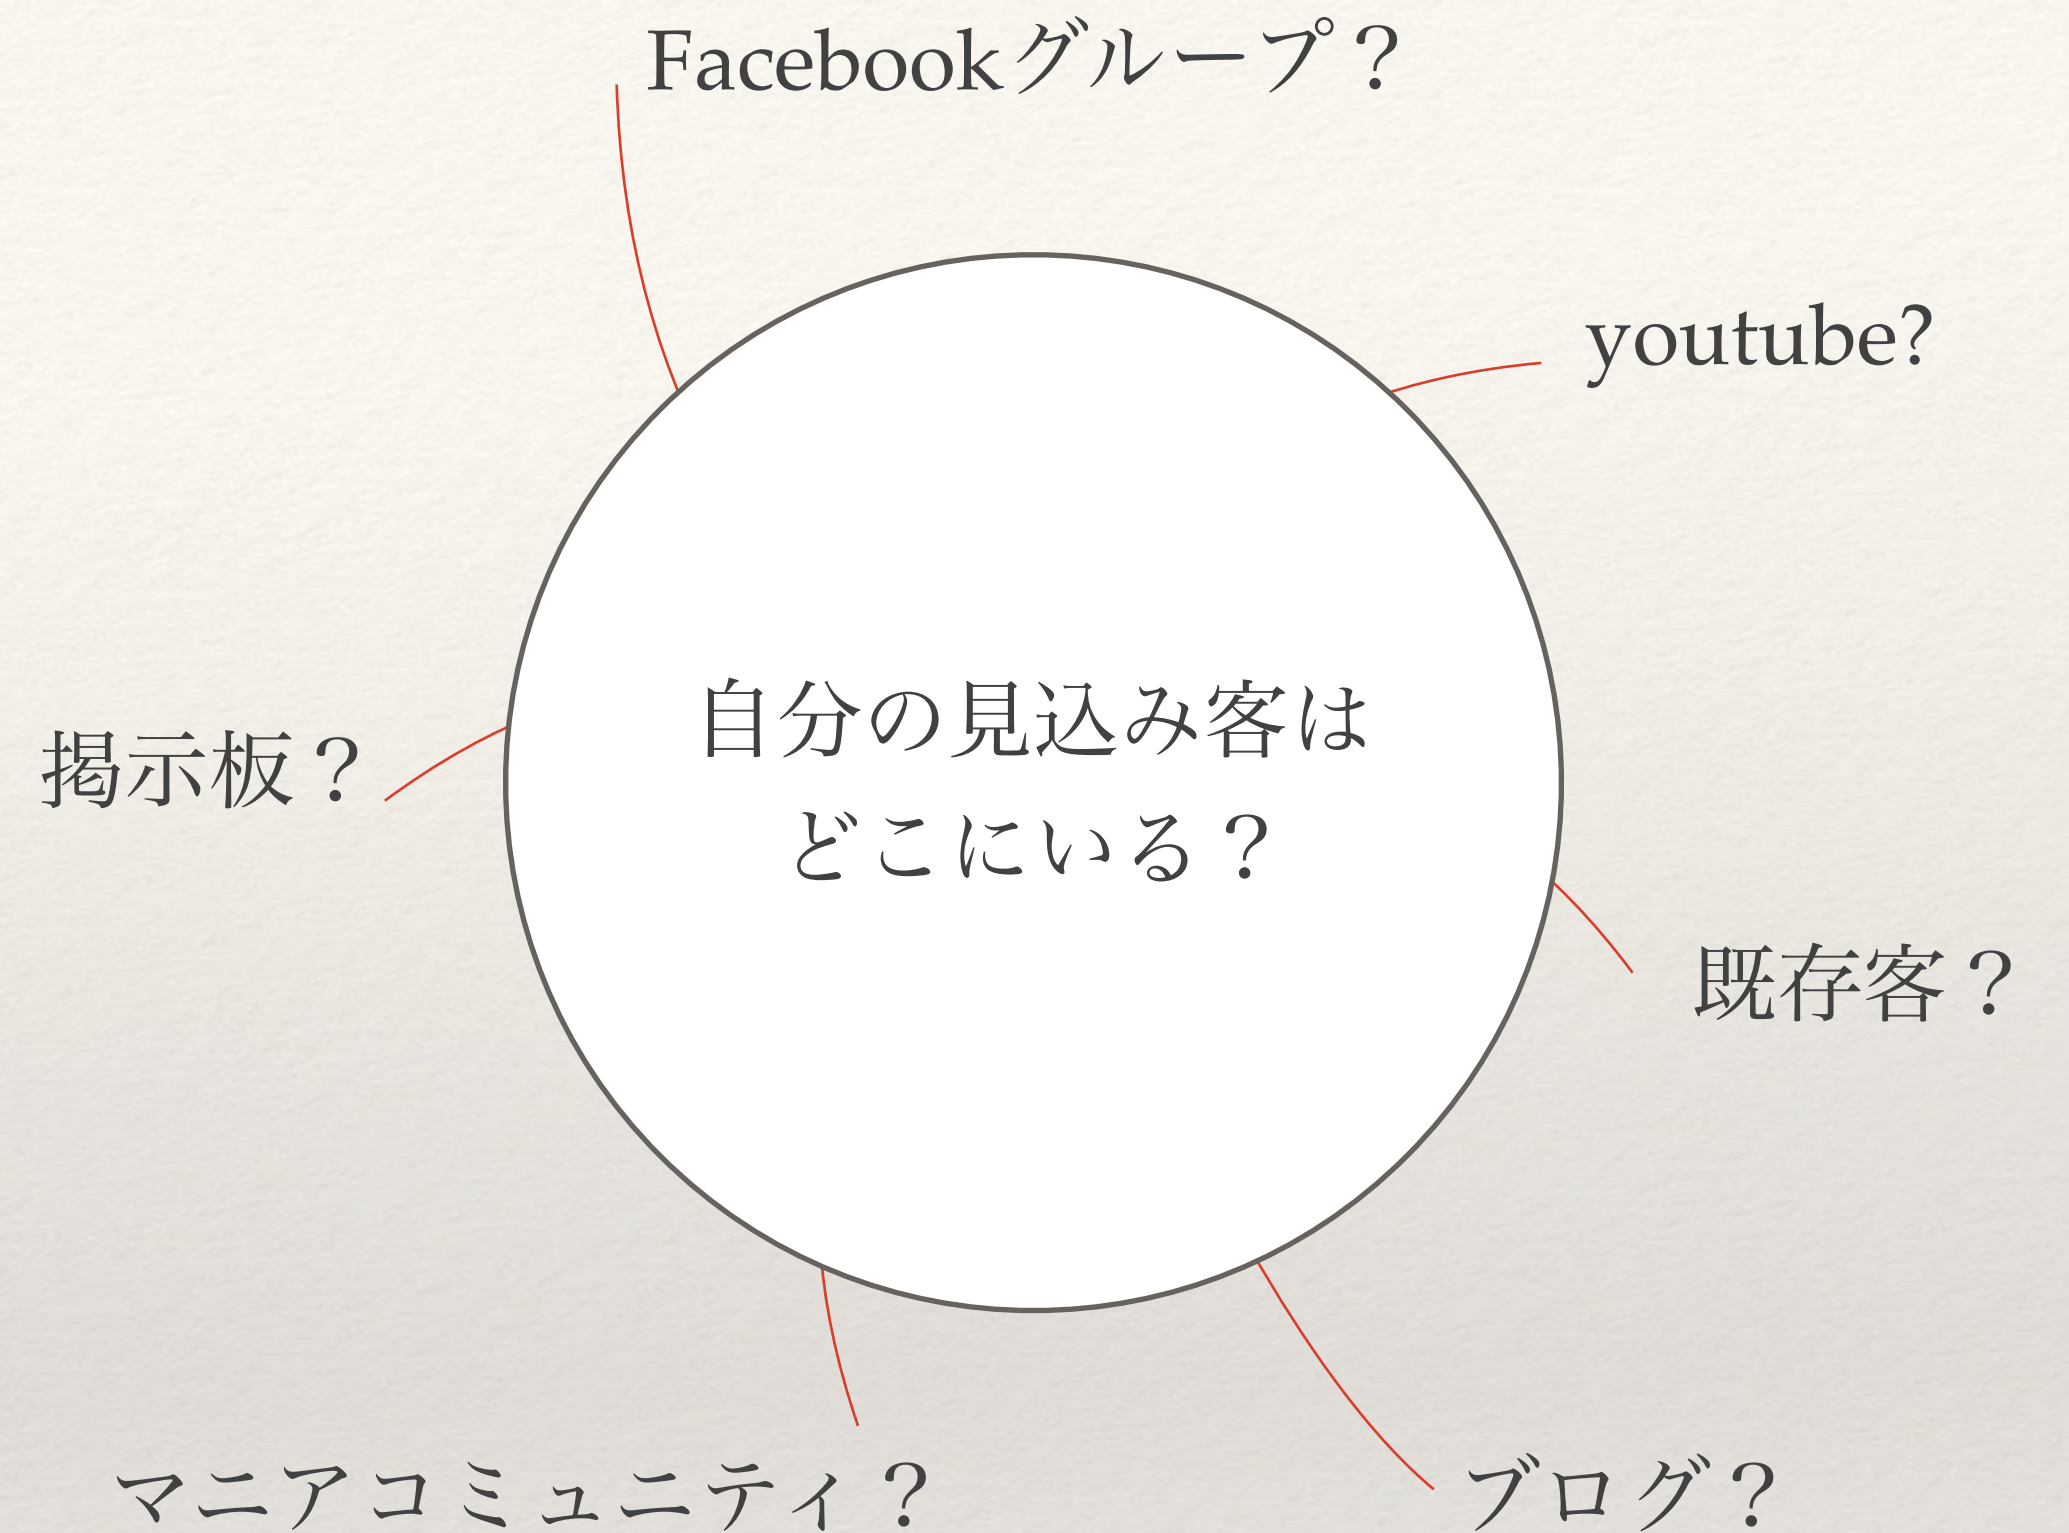 Facebookグループ？
youtube?
自分の見込み客は
どこにいる？
掲示板？
既存客？
マニアコミュニティ？
ブログ？